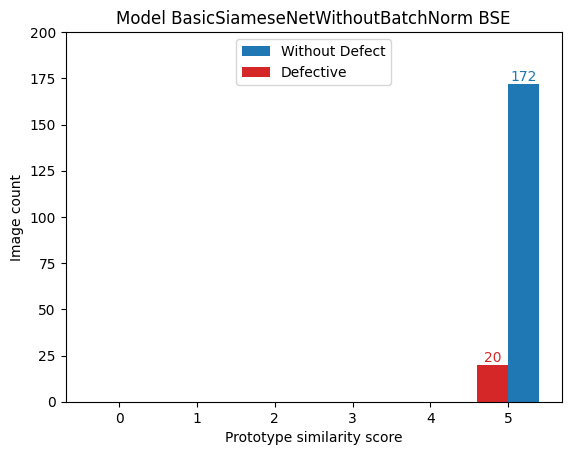 Model BasicSiameseNetWithoutBatchNorm BSE
200
175
150
125
100
75
50
25
0
Image count
Without Defect
Defective
172
20
0 1 2 3 4 5
Prototype similarity score